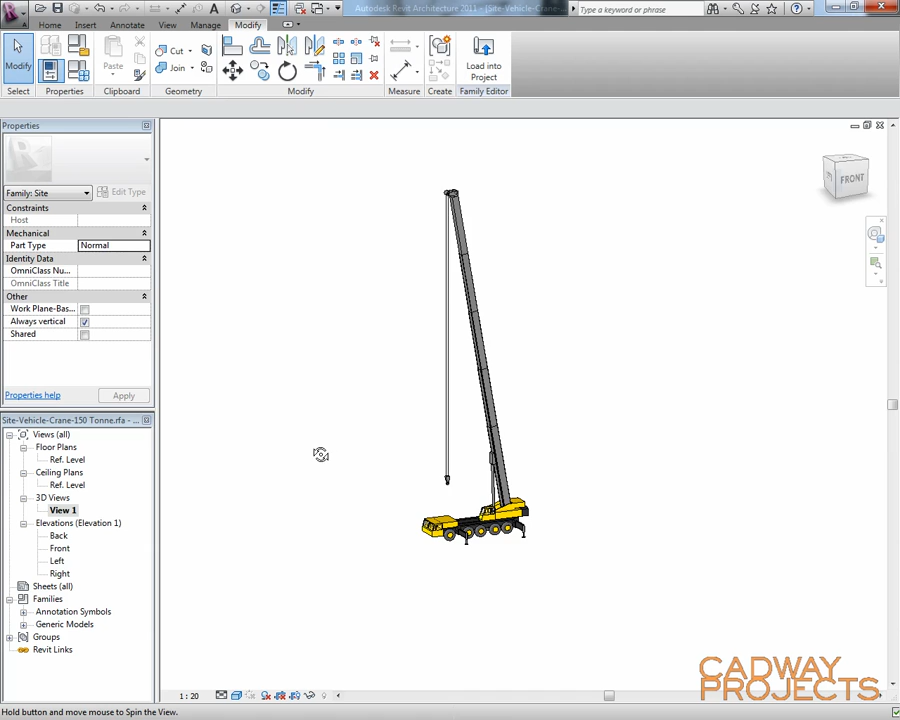 Autodesk Revit Architecture 2011 - [Site-Vehicle-Crane-
Type a keyword or phrase
Home Insert Annotate View Manage Modify
Modify Paste Cut Join Load into Project
Select Properties Clipboard Geometry Modify Measure Create Family Editor
Properties
Family: Site Edit Type
Constraints
Host
Mechanical
Part Type Normal
Identity Data
OmniClass Nu...
OmniClass Title
Other
Work Plane-Bas...
Always vertical
Shared
Properties help Apply
Site-Vehicle-Crane-150 Tonne.rfa - ...
Views (all)
Floor Plans
Ref. Level
Ceiling Plans
Ref. Level
3D Views
View 1
Elevations (Elevation 1)
Back
Front
Left
Right
Sheets (all)
Families
Annotation Symbols
Generic Models
Groups
Revit Links
FRONT
1 : 20
CADWAY
PROJECTS
Hold button and move mouse to Spin the View.